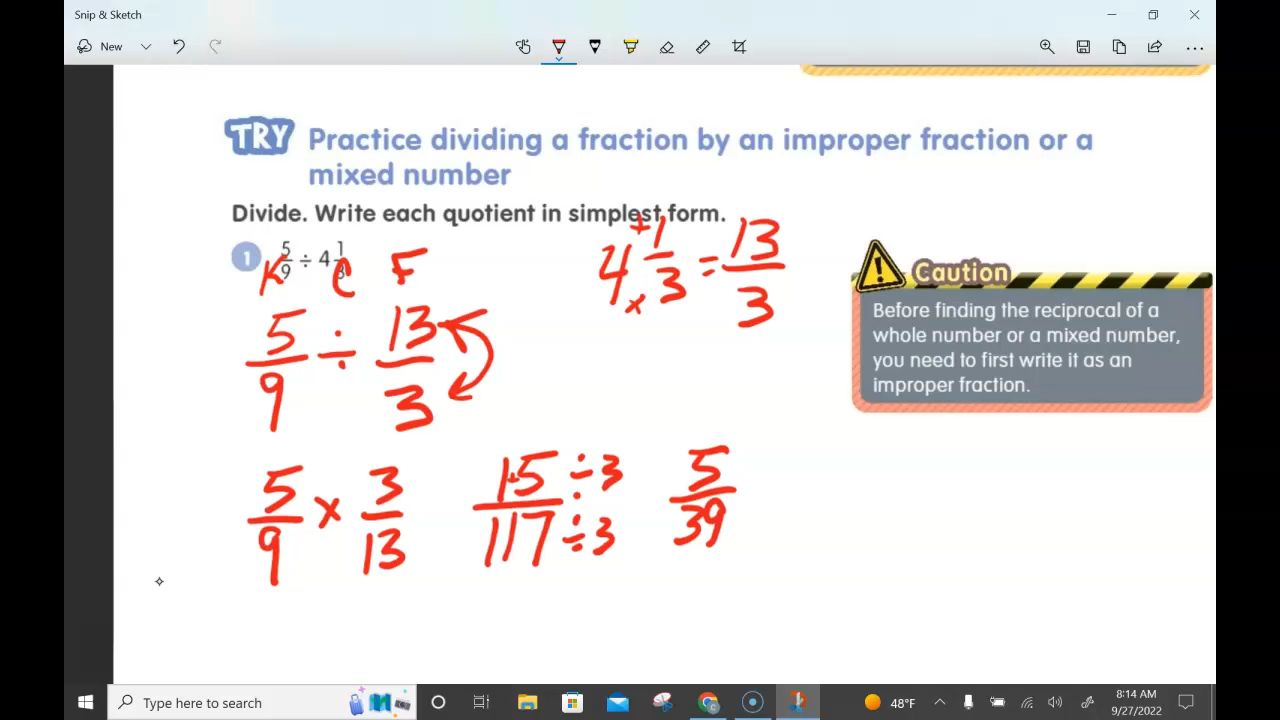 Snip & Sketch
New
TRY Practice dividing a fraction by an improper fraction or a
mixed number
Divide. Write each quotient in simplest form.
1 5/9 ÷ 4 1/3
K C F
4 × + 1/3 = 13/3
5/9 ÷ 13/3
Caution
Before finding the reciprocal of a
whole number or a mixed number,
you need to first write it as an
improper fraction.
5/9 × 3/13 15/117 ÷3 ÷3 5/39
Type here to search
48°F
8:14 AM
9/27/2022